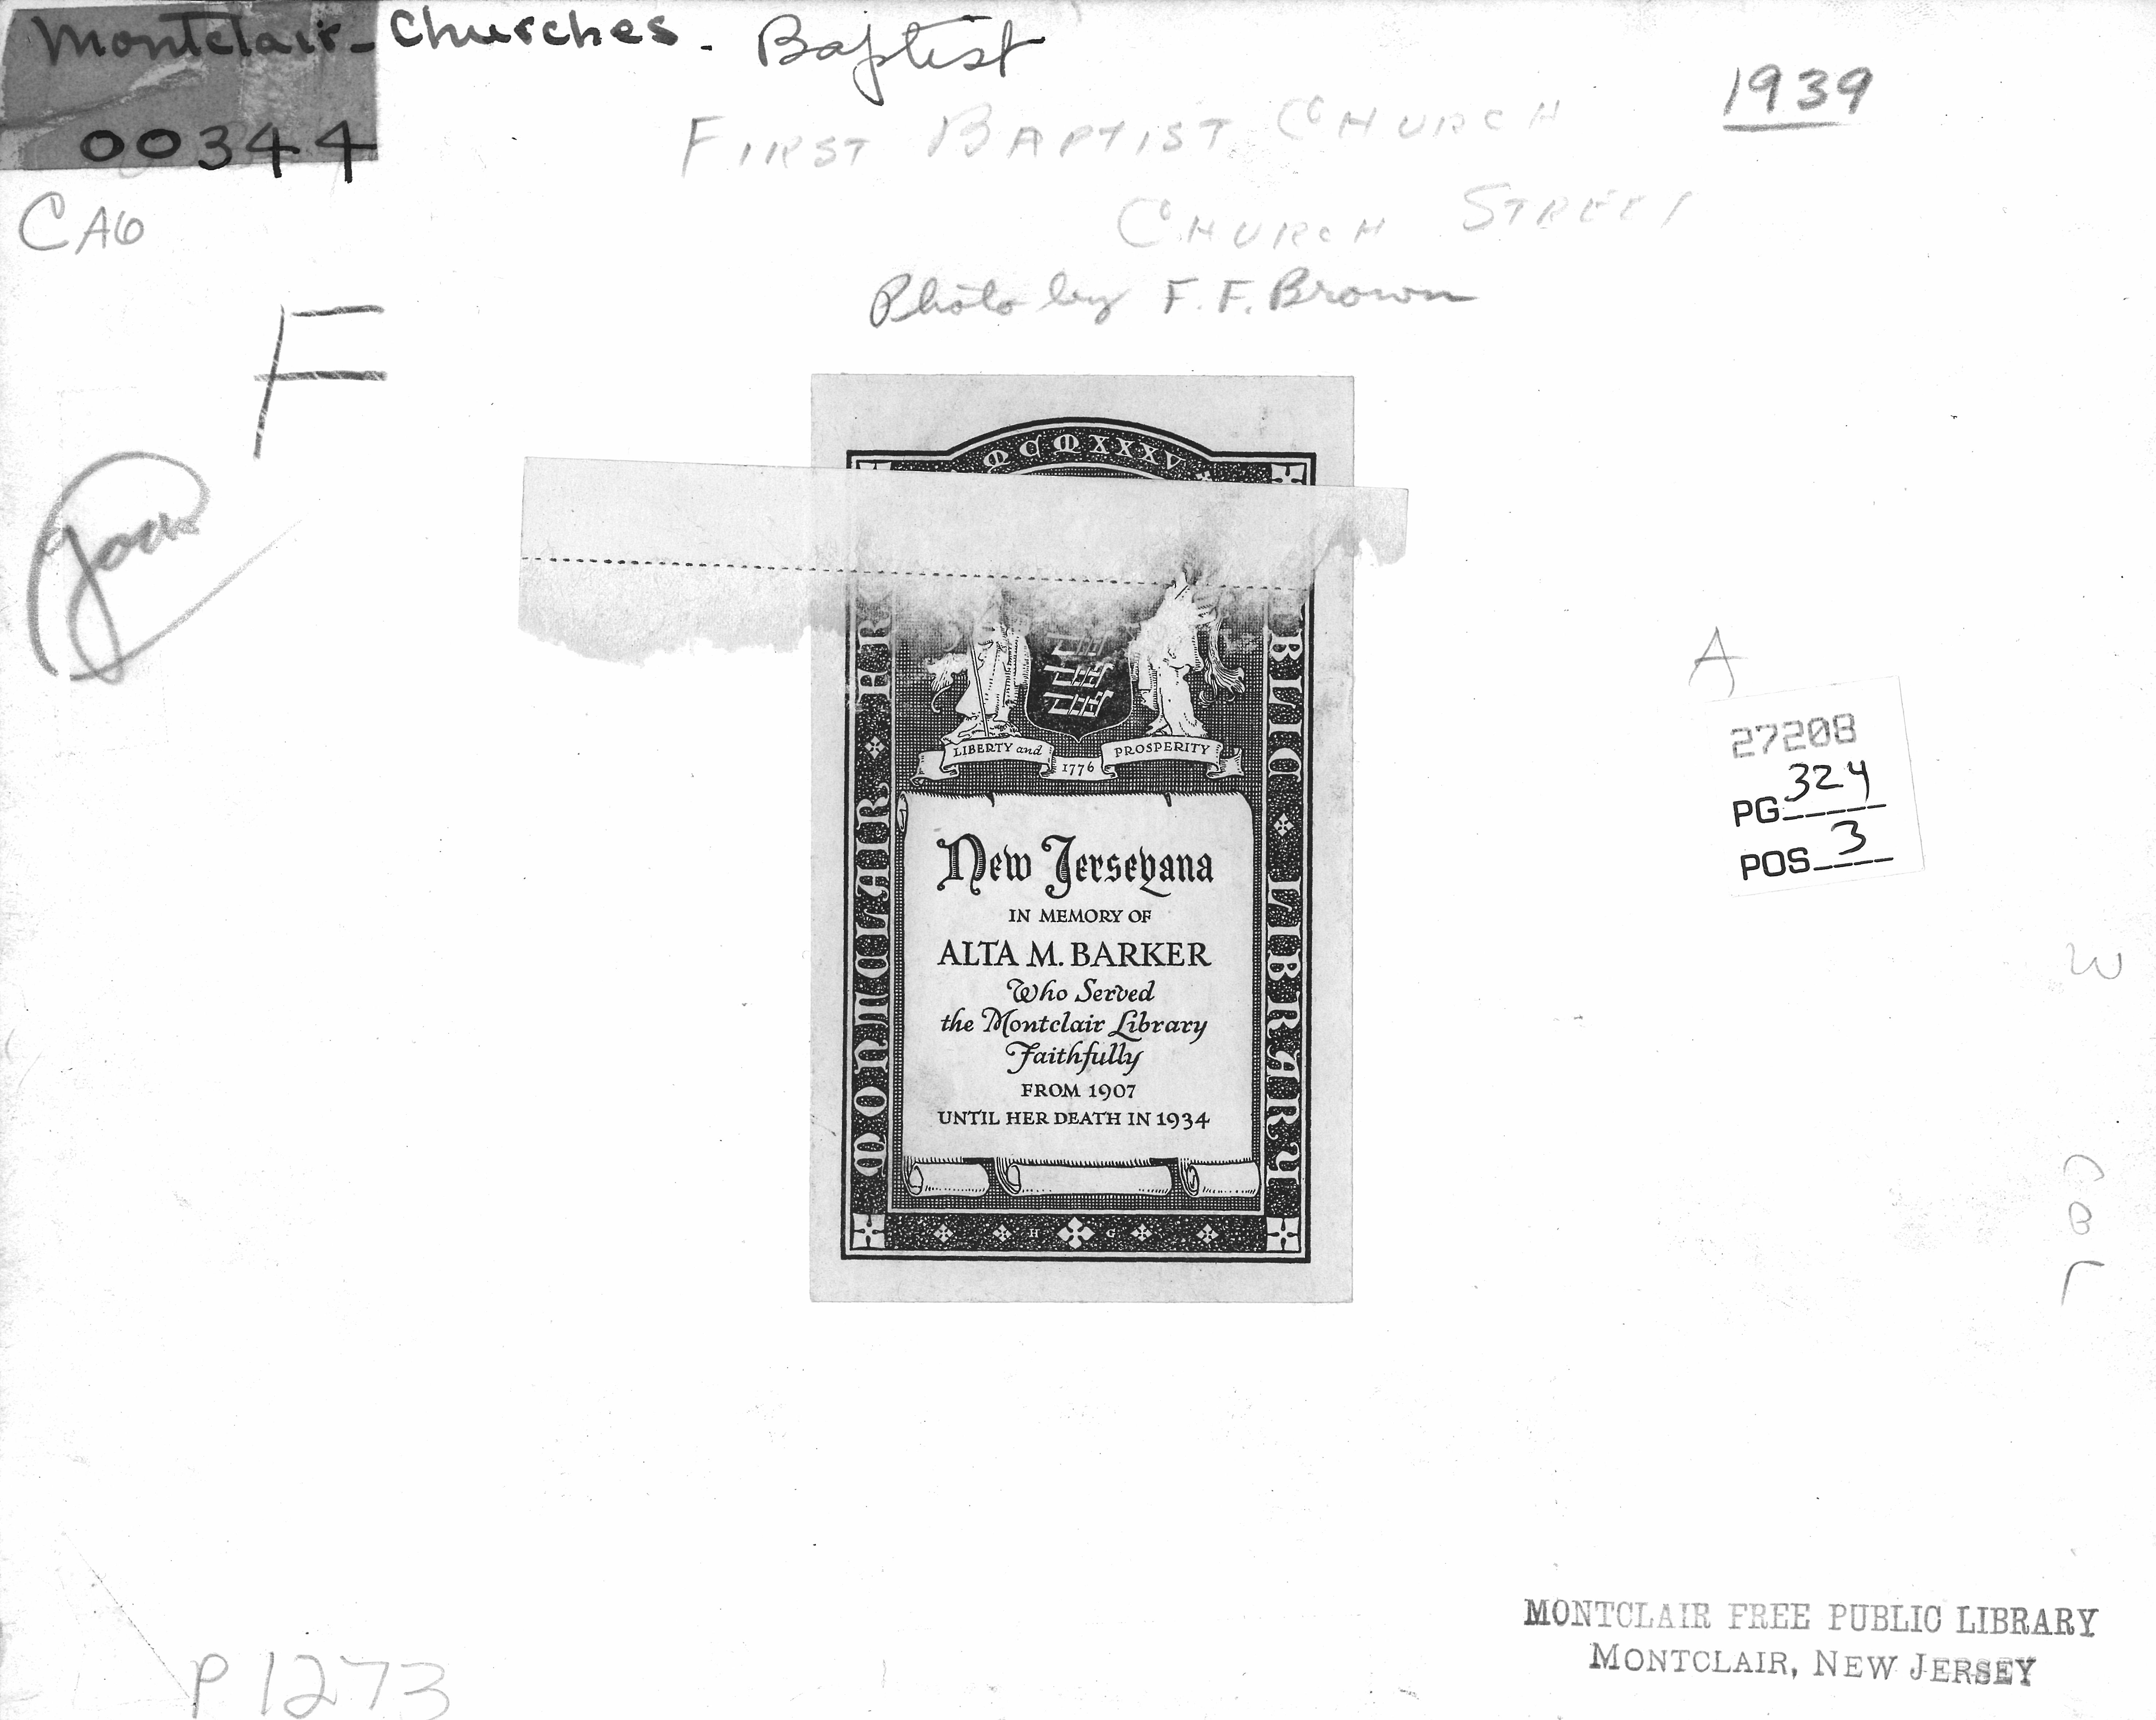 Montclair - Churches. Baptist
1939
00344
FIRST BAPTIST CHURCH
CHURCH STREET
CA6
Photo by F. F. Brown
F
MCMXXXV
MONTCLAIR
LIBRARY
LIBERTY and
PROSPERITY
1776
New Jerseyana
IN MEMORY OF
ALTA M. BARKER
Who Served
the Montclair Library
Faithfully
FROM 1907
UNTIL HER DEATH IN 1934
H G
A
27208
PG 324
POS 3
P1273
MONTCLAIR FREE PUBLIC LIBRARY
MONTCLAIR, NEW JERSEY